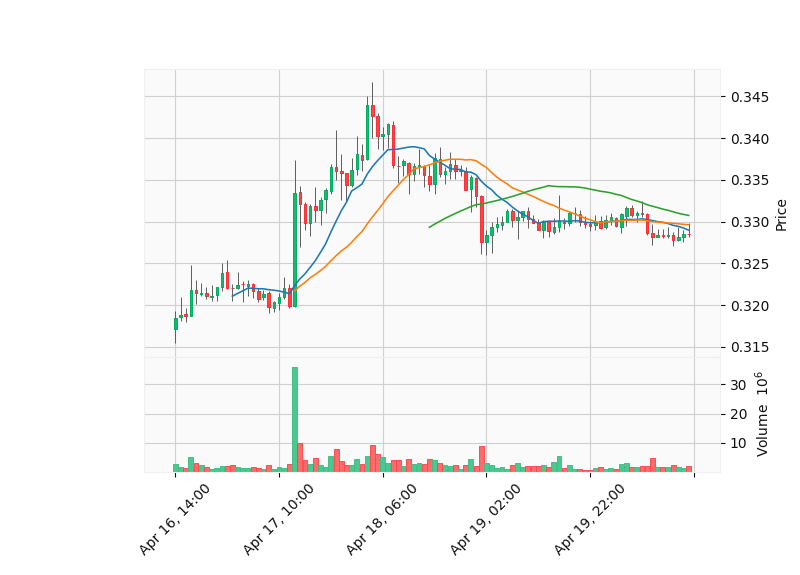 0.345
0.340
0.335
0.330
0.325
0.320
0.315
Price
30
20
10
Volume 10⁶
Apr 16, 14:00
Apr 17, 10:00
Apr 18, 06:00
Apr 19, 02:00
Apr 19, 22:00